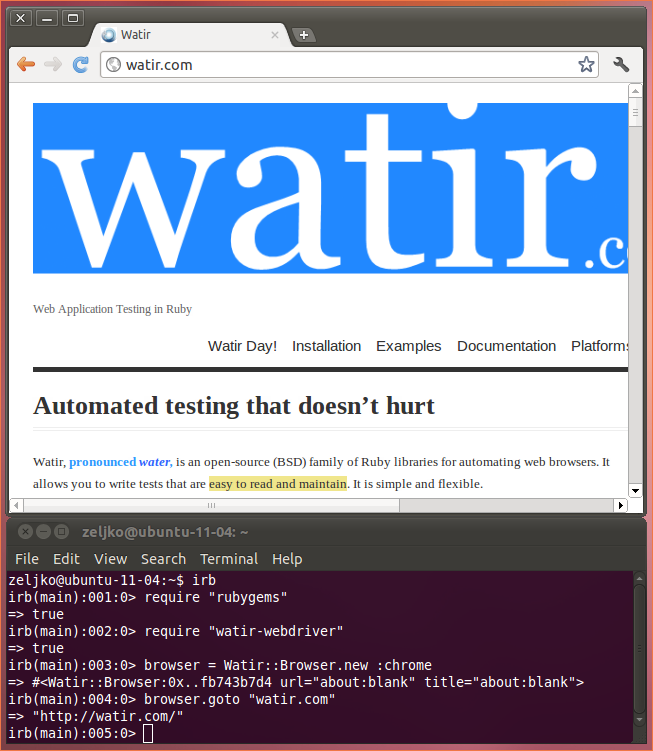 Watir
watir.com
watir.c
Web Application Testing in Ruby
Watir Day! Installation Examples Documentation Platforms
Automated testing that doesn’t hurt
Watir, pronounced water, is an open-source (BSD) family of Ruby libraries for automating web browsers. It
allows you to write tests that are easy to read and maintain. It is simple and flexible.
zeljko@ubuntu-11-04: ~
File Edit View Search Terminal Help
zeljko@ubuntu-11-04:~$ irb
irb(main):001:0> require "rubygems"
=> true
irb(main):002:0> require "watir-webdriver"
=> true
irb(main):003:0> browser = Watir::Browser.new :chrome
=> #<Watir::Browser:0x..fb743b7d4 url="about:blank" title="about:blank">
irb(main):004:0> browser.goto "watir.com"
=> "http://watir.com/"
irb(main):005:0>